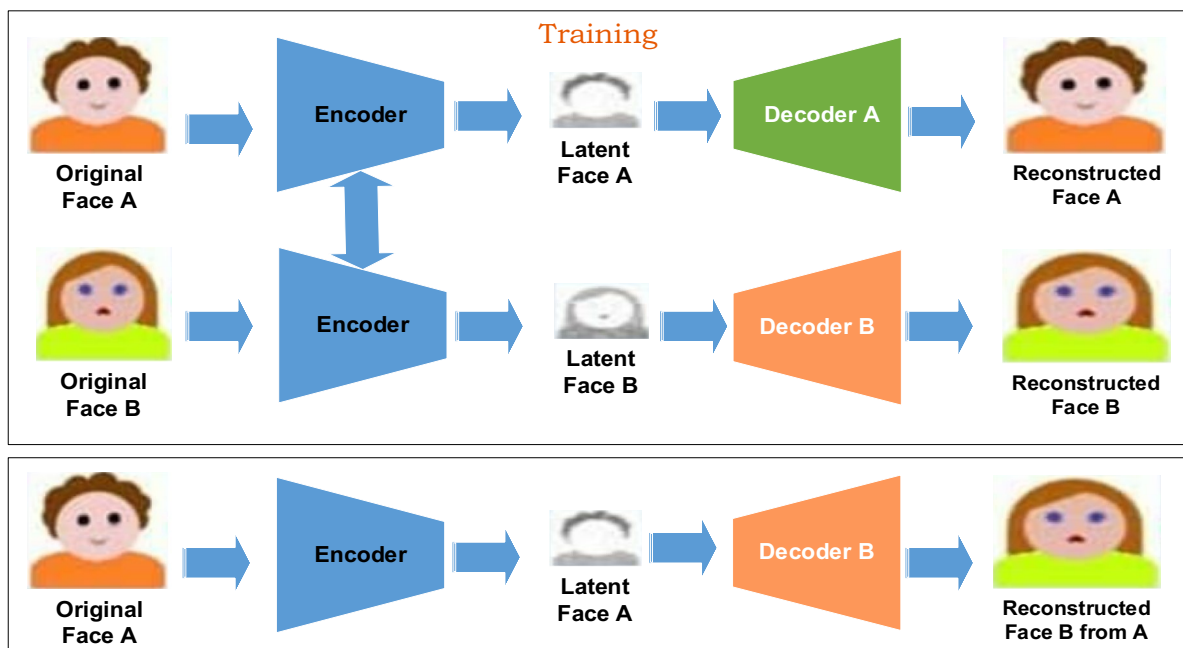 Training
Encoder
Decoder A
Original
Face A
Latent
Face A
Reconstructed
Face A
Encoder
Decoder B
Original
Face B
Latent
Face B
Reconstructed
Face B
Encoder
Decoder B
Original
Face A
Latent
Face A
Reconstructed
Face B from A